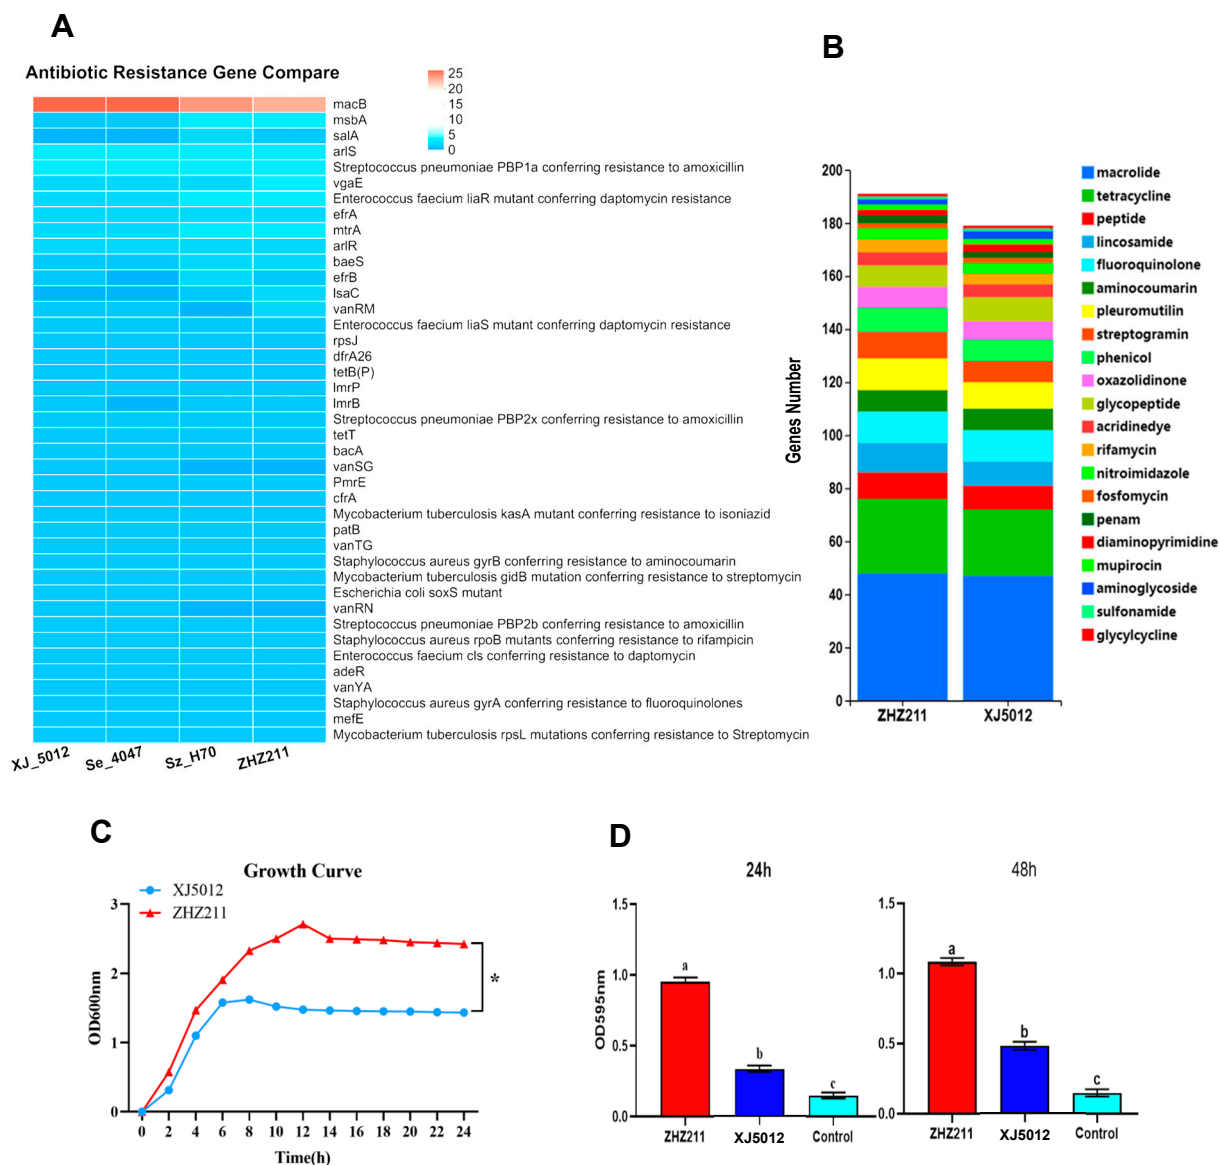 A
Antibiotic Resistance Gene Compare
25
20
15
10
5
0
macB
msbA
salA
arlS
Streptococcus pneumoniae PBP1a conferring resistance to amoxicillin
vgaE
Enterococcus faecium liaR mutant conferring daptomycin resistance
efrA
mtrA
arlR
baeS
efrB
lsaC
vanRM
Enterococcus faecium liaS mutant conferring daptomycin resistance
rpsJ
dfrA26
tetB(P)
lmrP
lmrB
Streptococcus pneumoniae PBP2x conferring resistance to amoxicillin
tetT
bacA
vanSG
PmrE
cfrA
Mycobacterium tuberculosis kasA mutant conferring resistance to isoniazid
patB
vanTG
Staphylococcus aureus gyrB conferring resistance to aminocoumarin
Mycobacterium tuberculosis gidB mutation conferring resistance to streptomycin
Escherichia coli soxS mutant
vanRN
Streptococcus pneumoniae PBP2b conferring resistance to amoxicillin
Staphylococcus aureus rpoB mutants conferring resistance to rifampicin
Enterococcus faecium cls conferring resistance to daptomycin
adeR
vanYA
Staphylococcus aureus gyrA conferring resistance to fluoroquinolones
mefE
Mycobacterium tuberculosis rpsL mutations conferring resistance to Streptomycin
XJ_5012 Se_4047 Sz_H70 ZHZ211
B
Genes Number
200
180
160
140
120
100
80
60
40
20
0
ZHZ211 XJ5012
macrolide
tetracycline
peptide
lincosamide
fluoroquinolone
aminocoumarin
pleuromutilin
streptogramin
phenicol
oxazolidinone
glycopeptide
acridinedye
rifamycin
nitroimidazole
fosfomycin
penam
diaminopyrimidine
mupirocin
aminoglycoside
sulfonamide
glycylcycline
C
Growth Curve
XJ5012
ZHZ211
OD600nm
3
2
1
0
*
0 2 4 6 8 10 12 14 16 18 20 22 24
Time(h)
D
24h
OD595nm
1.5
1.0
0.5
0.0
a
b
c
ZHZ211 XJ5012 Control
48h
1.5
1.0
0.5
0.0
a
b
c
ZHZ211 XJ5012 Control